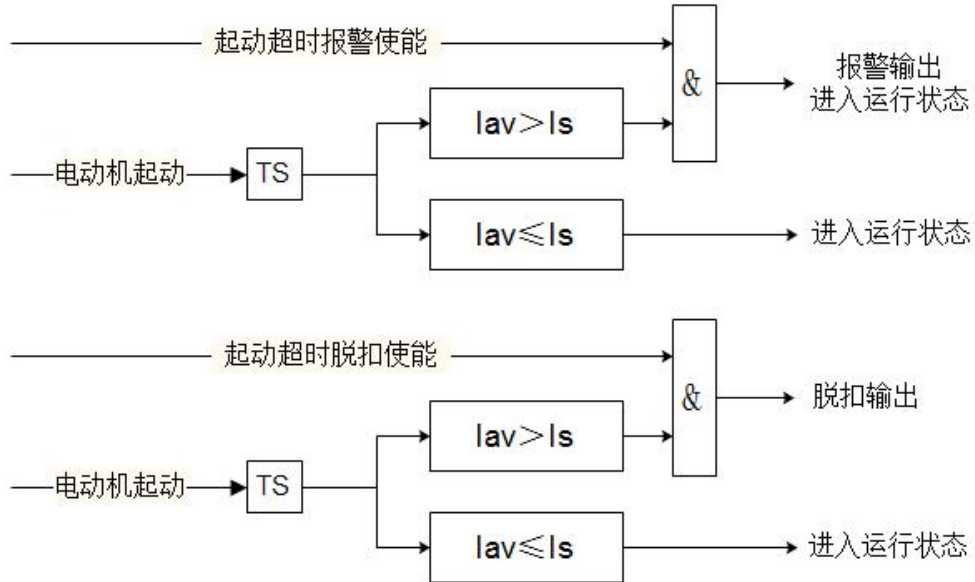 起动超时报警使能
&
报警输出
进入运行状态
Iav＞Is
电动机起动
TS
Iav≤Is
进入运行状态
起动超时脱扣使能
&
脱扣输出
Iav＞Is
电动机起动
TS
Iav≤Is
进入运行状态